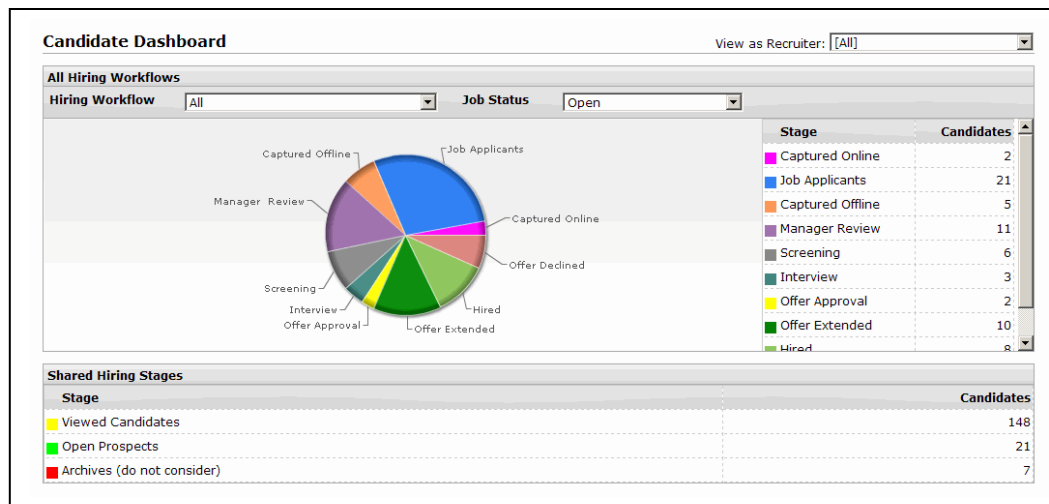 Candidate Dashboard
View as Recruiter: [All]
All Hiring Workflows
Hiring Workflow All Job Status Open
Captured Offline
Job Applicants
Manager Review
Captured Online
Offer Declined
Screening
Interview
Hired
Offer Approval
Offer Extended
Stage Candidates
Captured Online 2
Job Applicants 21
Captured Offline 5
Manager Review 11
Screening 6
Interview 3
Offer Approval 2
Offer Extended 10
Hired 8
Shared Hiring Stages
Stage Candidates
Viewed Candidates 148
Open Prospects 21
Archives (do not consider) 7